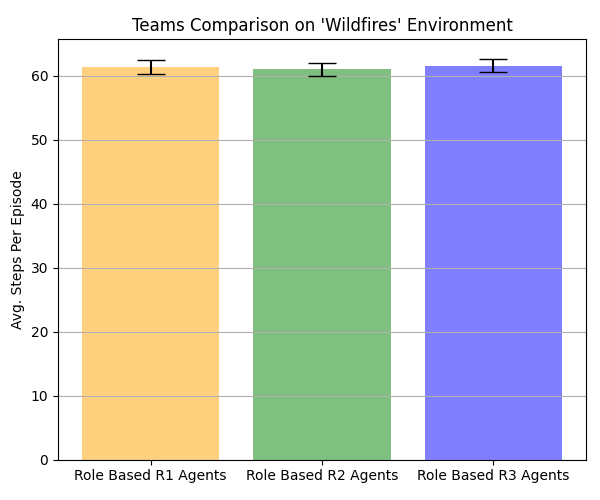 Teams Comparison on 'Wildfires' Environment
Avg. Steps Per Episode
60
50
40
30
20
10
0
Role Based R1 Agents Role Based R2 Agents Role Based R3 Agents